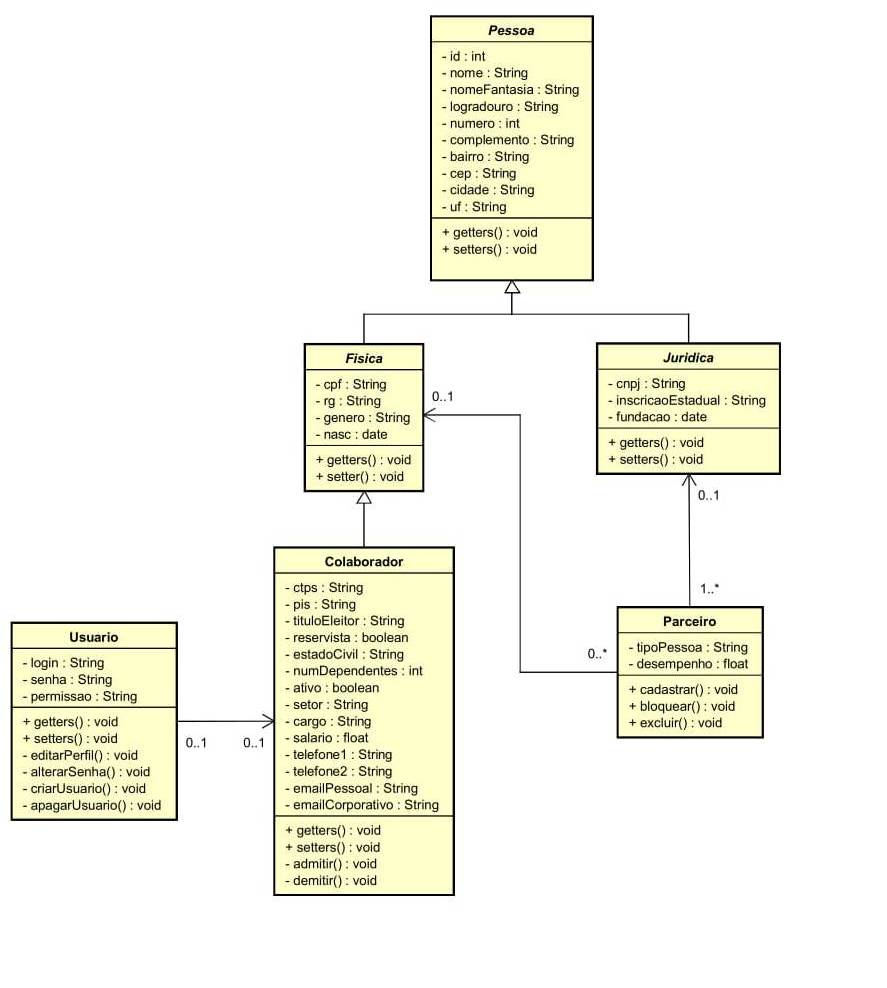 Pessoa
- id : int
- nome : String
- nomeFantasia : String
- logradouro : String
- numero : int
- complemento : String
- bairro : String
- cep : String
- cidade : String
- uf : String
+ getters() : void
+ setters() : void
Fisica
- cpf : String
- rg : String
- genero : String
- nasc : date
+ getters() : void
+ setter() : void
0..1
Juridica
- cnpj : String
- inscricaoEstadual : String
- fundacao : date
+ getters() : void
+ setters() : void
0..1
1..*
Colaborador
- ctps : String
- pis : String
- tituloEleitor : String
- reservista : boolean
- estadoCivil : String
- numDependentes : int
- ativo : boolean
- setor : String
- cargo : String
- salario : float
- telefone1 : String
- telefone2 : String
- emailPessoal : String
- emailCorporativo : String
+ getters() : void
+ setters() : void
- admitir() : void
- demitir() : void
Parceiro
- tipoPessoa : String
- desempenho : float
+ cadastrar() : void
+ bloquear() : void
+ excluir() : void
0..*
Usuario
- login : String
- senha : String
- permissao : String
+ getters() : void
+ setters() : void
- editarPerfil() : void
- alterarSenha() : void
- criarUsuario() : void
- apagarUsuario() : void
0..1
0..1